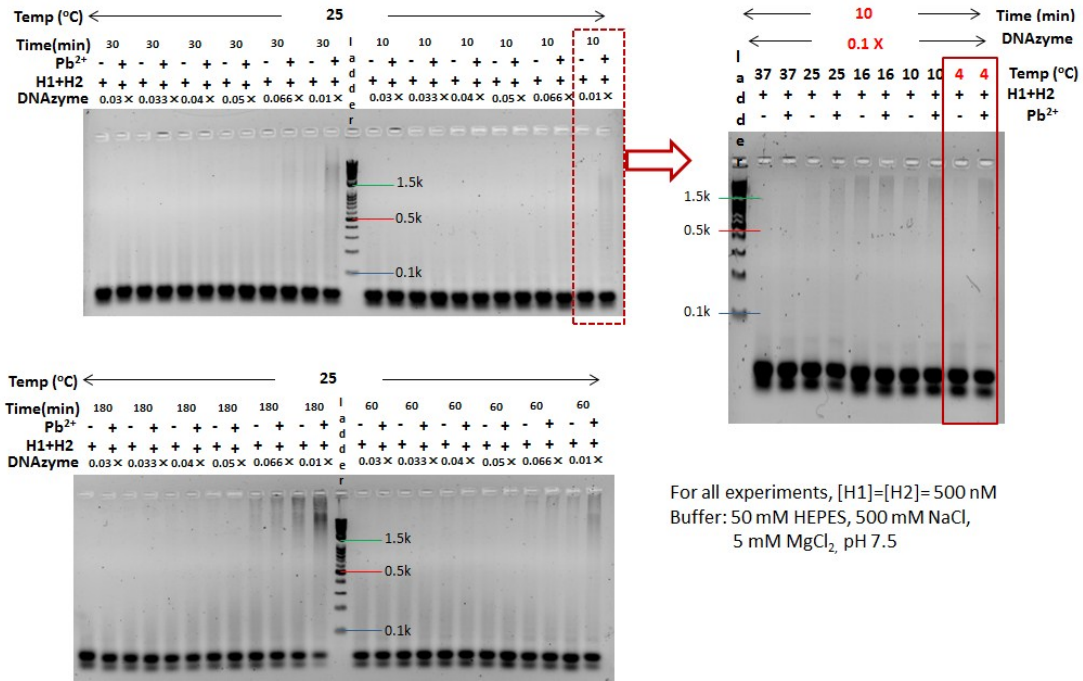 Temp (°C) 25
Time(min) 30 30 30 30 30 30 10 10 10 10 10 10
Pb²⁺ - + - + - + - + - + - + - + - + - + - + - + - +
H1+H2 + + + + + + + + + + + + + + + + + + + + + + + +
DNAzyme 0.03 × 0.033 × 0.04 × 0.05 × 0.066 × 0.01 × 0.03 × 0.033 × 0.04 × 0.05 × 0.066 × 0.01 ×
ladder
1.5k
0.5k
0.1k
10 Time (min)
0.1 X DNAzyme
37 37 25 25 16 16 10 10 4 4 Temp (°C)
+ + + + + + + + + + H1+H2
- + - + - + - + - + Pb²⁺
ladder
1.5k
0.5k
0.1k
Temp (°C) 25
Time(min) 180 180 180 180 180 180 60 60 60 60 60 60
Pb²⁺ - + - + - + - + - + - + - + - + - + - + - + - +
H1+H2 + + + + + + + + + + + + + + + + + + + + + + + +
DNAzyme 0.03 × 0.033 × 0.04 × 0.05 × 0.066 × 0.01 × 0.03 × 0.033 × 0.04 × 0.05 × 0.066 × 0.01 ×
ladder
1.5k
0.5k
0.1k
For all experiments, [H1]=[H2]= 500 nM
Buffer: 50 mM HEPES, 500 mM NaCl,
5 mM MgCl₂, pH 7.5